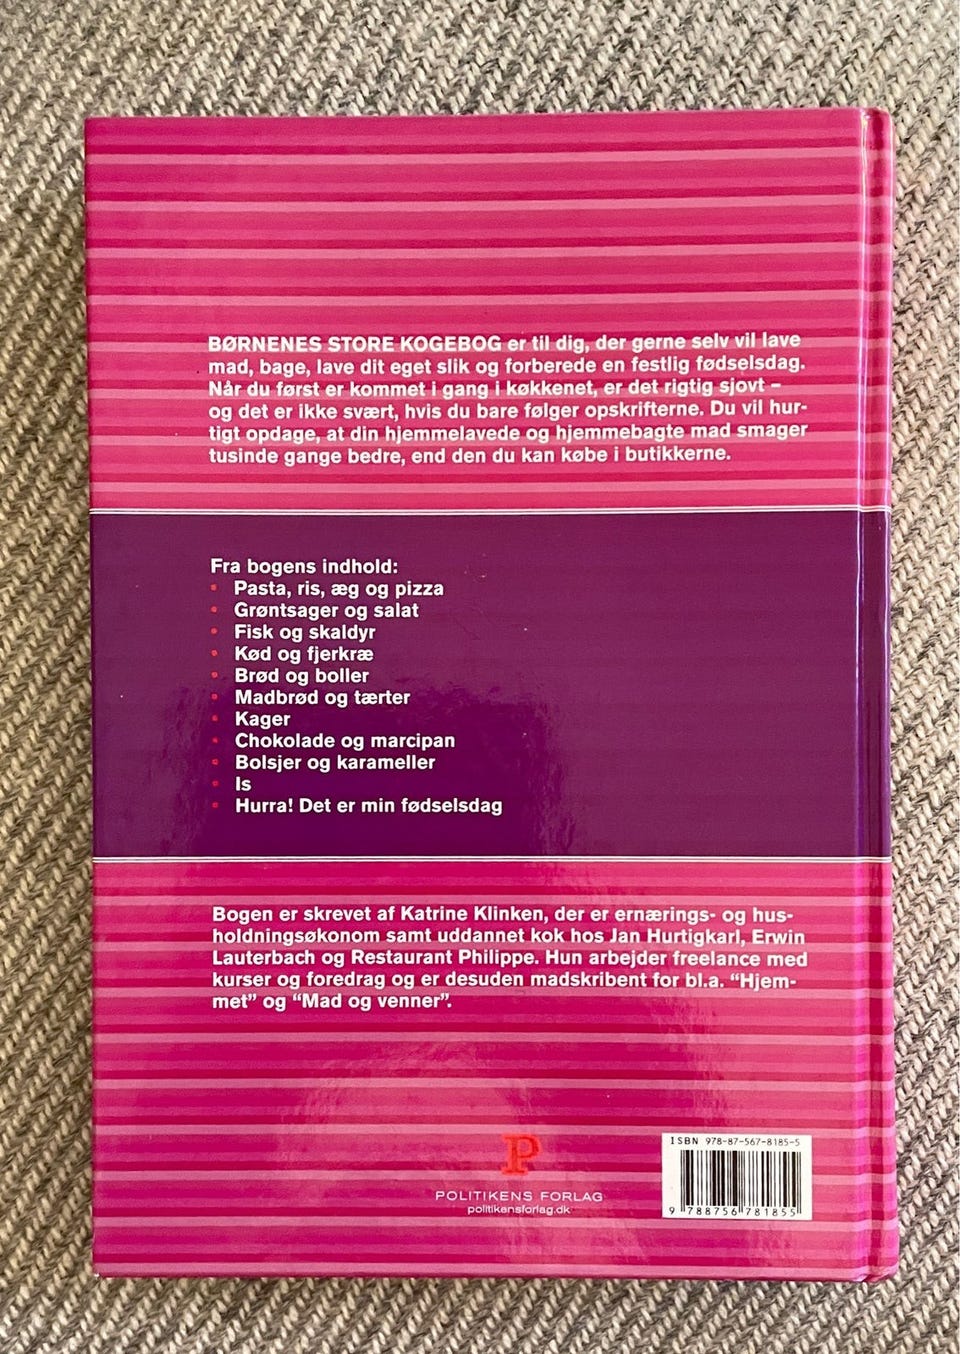 BØRNENES STORE KOGEBOG er til dig, der gerne selv vil lave
mad, bage, lave dit eget slik og forberede en festlig fødselsdag.
Når du først er kommet i gang i køkkenet, er det rigtig sjovt –
og det er ikke svært, hvis du bare følger opskrifterne. Du vil hur-
tigt opdage, at din hjemmelavede og hjemmebagte mad smager
tusinde gange bedre, end den du kan købe i butikkerne.
Fra bogens indhold:
• Pasta, ris, æg og pizza
• Grøntsager og salat
• Fisk og skaldyr
• Kød og fjerkræ
• Brød og boller
• Madbrød og tærter
• Kager
• Chokolade og marcipan
• Bolsjer og karameller
• Is
• Hurra! Det er min fødselsdag
Bogen er skrevet af Katrine Klinken, der er ernærings- og hus-
holdningsøkonom samt uddannet kok hos Jan Hurtigkarl, Erwin
Lauterbach og Restaurant Philippe. Hun arbejder freelance med
kurser og foredrag og er desuden madskribent for bl.a. “Hjem-
met” og “Mad og venner”.
P
POLITIKENS FORLAG
politikensforlag.dk
ISBN 978-87-567-8185-5
9 788756 781855